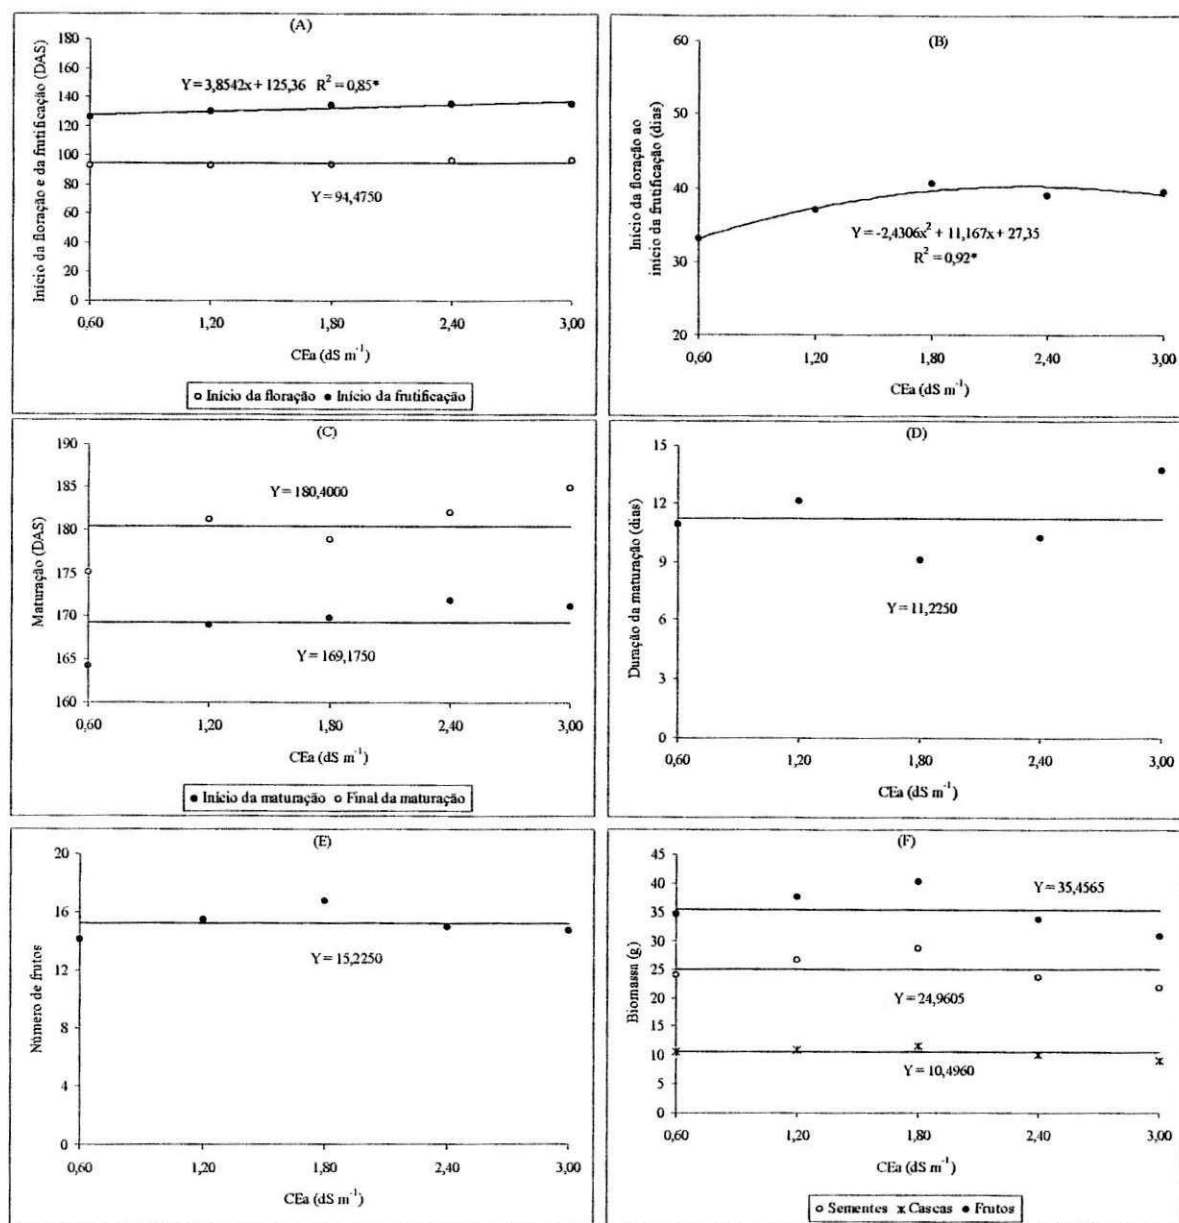 (A)
Início da floração e da frutificação (DAS)
180
160
140
120
100
80
60
40
20
0
Y = 3,8542x + 125,36 R² = 0,85*
Y = 94,4750
0,60 1,20 1,80 2,40 3,00
CEa (dS m⁻¹)
Início da floração Início da frutificação
(B)
Início da floração ao
início da frutificação (dias)
60
50
40
30
20
Y = -2,4306x² + 11,167x + 27,35
R² = 0,92*
0,60 1,20 1,80 2,40 3,00
CEa (dS m⁻¹)
(C)
Maturação (DAS)
190
185
180
175
170
165
160
Y = 180,4000
Y = 169,1750
0,60 1,20 1,80 2,40 3,00
CEa (dS m⁻¹)
Início da maturação Final da maturação
(D)
Duração da maturação (dias)
15
12
9
6
3
0
Y = 11,2250
0,60 1,20 1,80 2,40 3,00
CEa (dS m⁻¹)
(E)
Número de frutos
20
16
12
8
4
0
Y = 15,2250
0,60 1,20 1,80 2,40 3,00
CEa (dS m⁻¹)
(F)
Biomassa (g)
45
40
35
30
25
20
15
10
5
0
Y = 35,4565
Y = 24,9605
Y = 10,4960
0,60 1,20 1,80 2,40 3,00
CEa (dS m⁻¹)
Sementes Cascas Frutos